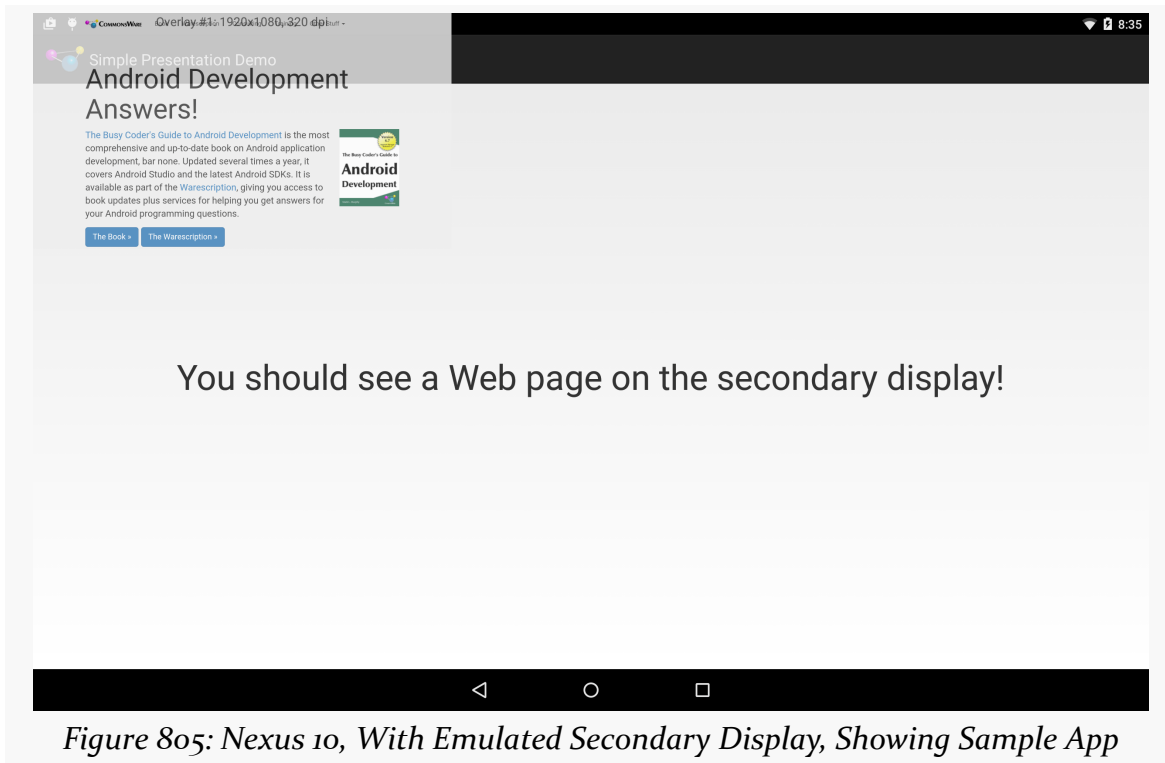 CommonsWare
Overlay #1: 1920x1080, 320 dpi
8:35
Simple Presentation Demo
Android Development
Answers!
The Busy Coder's Guide to Android Development is the most
comprehensive and up-to-date book on Android application
development, bar none. Updated several times a year, it
covers Android Studio and the latest Android SDKs. It is
available as part of the Warescription, giving you access to
book updates plus services for helping you get answers for
your Android programming questions.
The Busy Coder's Guide to
Android
Development
The Book »
The Warescription »
You should see a Web page on the secondary display!
Figure 805: Nexus 10, With Emulated Secondary Display, Showing Sample App